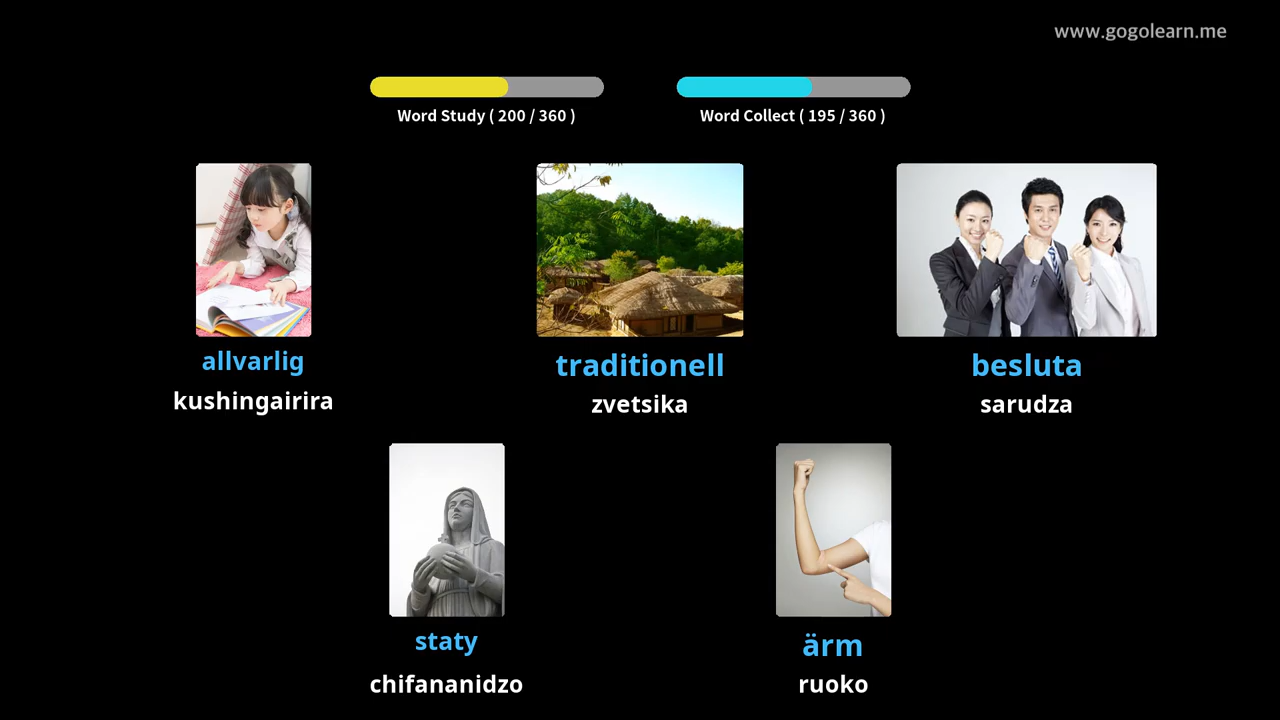 www.gogolearn.me
Word Study ( 200 / 360 )
Word Collect ( 195 / 360 )
allvarlig
kushingairira
traditionell
zvetsika
besluta
sarudza
staty
chifananidzo
ärm
ruoko